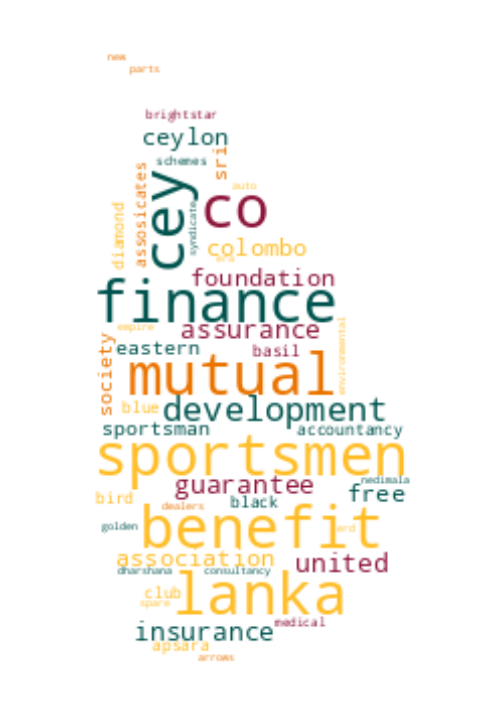 new
parts
brightstar
ceylon
schemes
sri
assosicates
cey
auto
diamond
syndicate
co
colombo
foundation
finance
assurance
empire
environmental
society
eastern
basil
mutual
blue
development
sportsman
accountancy
sportsmen
nedimala
guarantee
free
bird
black
dealers
benefit
golden
erd
association
united
dharshana
consultancy
club
lanka
spare
medical
insurance
apsara
arrows